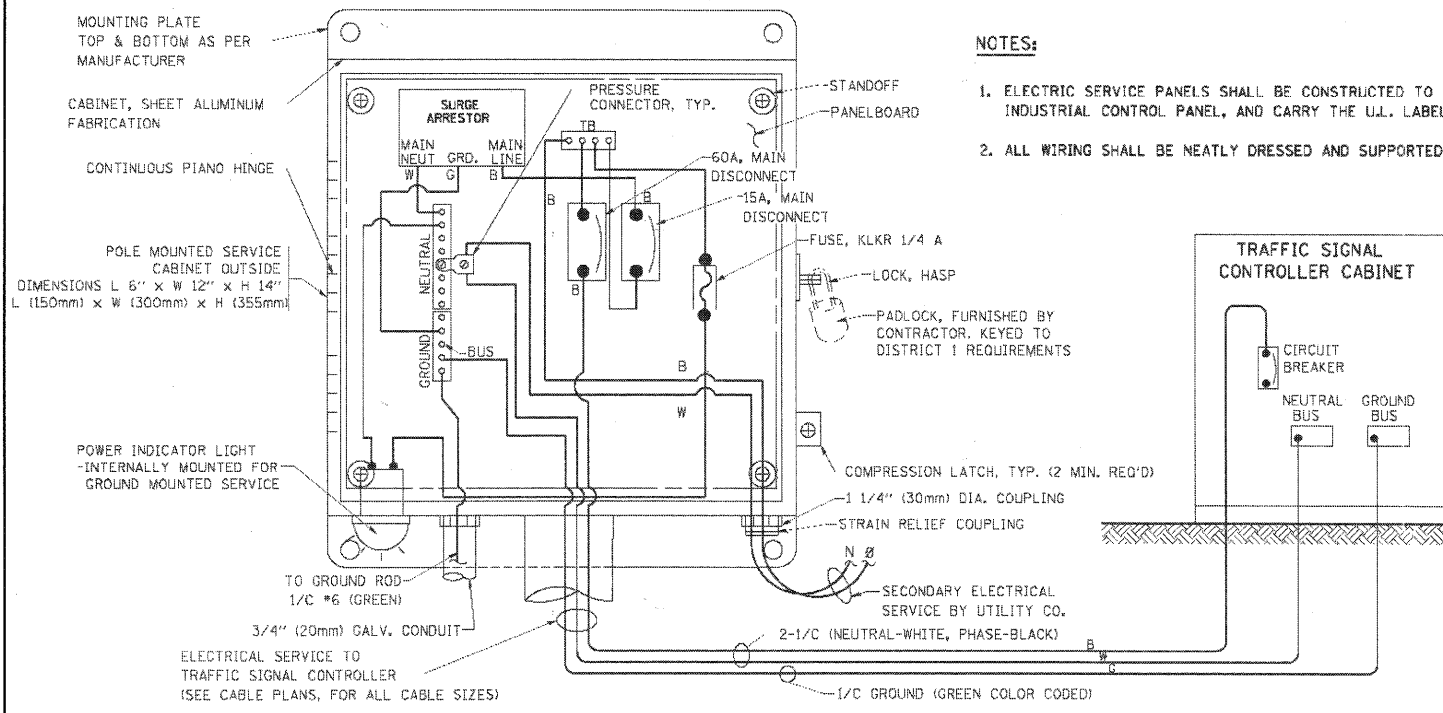 MOUNTING PLATE
TOP & BOTTOM AS PER
MANUFACTURER
CABINET, SHEET ALUMINUM
FABRICATION
CONTINUOUS PIANO HINGE
POLE MOUNTED SERVICE
CABINET OUTSIDE
DIMENSIONS L 6" x W 12" x H 14"
L (150mm) x W (300mm) x H (355mm)
POWER INDICATOR LIGHT
-INTERNALLY MOUNTED FOR
GROUND MOUNTED SERVICE
SURGE
ARRESTOR
MAIN
NEUT
GRD.
MAIN
LINE
W
G
B
PRESSURE
CONNECTOR, TYP.
TB
B
B
B
NEUTRAL
GROUND
BUS
B
W
STANDOFF
PANELBOARD
60A, MAIN
DISCONNECT
15A, MAIN
DISCONNECT
FUSE, KLKR 1/4 A
LOCK, HASP
PADLOCK, FURNISHED BY
CONTRACTOR. KEYED TO
DISTRICT 1 REQUIREMENTS
COMPRESSION LATCH, TYP. (2 MIN. REQ'D)
1 1/4" (30mm) DIA. COUPLING
STRAIN RELIEF COUPLING
N Ø
SECONDARY ELECTRICAL
SERVICE BY UTILITY CO.
TO GROUND ROD
1/C #6 (GREEN)
3/4" (20mm) GALV. CONDUIT
ELECTRICAL SERVICE TO
TRAFFIC SIGNAL CONTROLLER
(SEE CABLE PLANS, FOR ALL CABLE SIZES)
2-1/C (NEUTRAL-WHITE, PHASE-BLACK)
B
W
G
1/C GROUND (GREEN COLOR CODED)
NOTES:
1. ELECTRIC SERVICE PANELS SHALL BE CONSTRUCTED TO
INDUSTRIAL CONTROL PANEL, AND CARRY THE U.L. LABEL
2. ALL WIRING SHALL BE NEATLY DRESSED AND SUPPORTED
TRAFFIC SIGNAL
CONTROLLER CABINET
CIRCUIT
BREAKER
NEUTRAL
BUS
GROUND
BUS